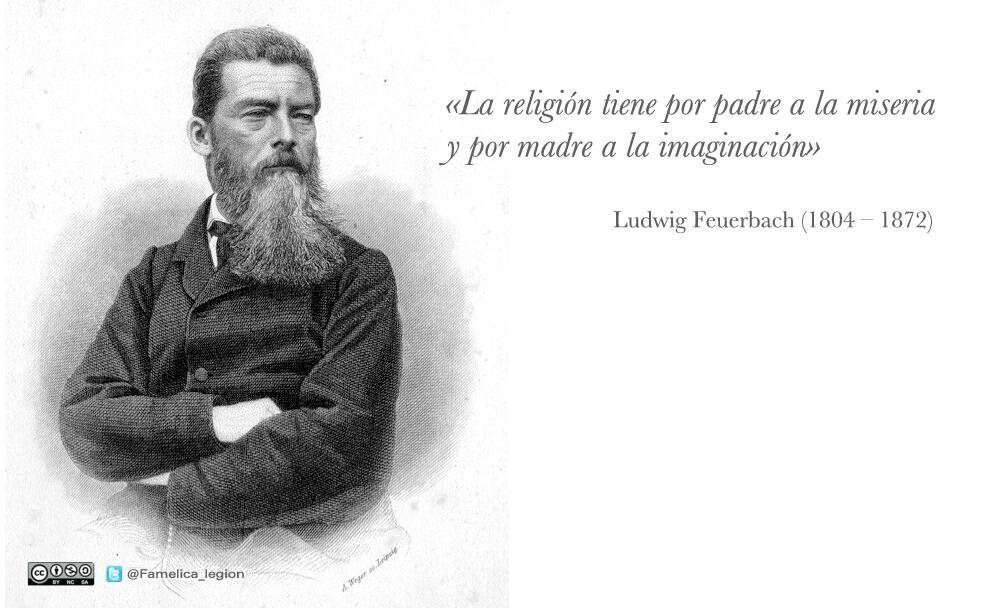 «La religión tiene por padre a la miseria
y por madre a la imaginación»
Ludwig Feuerbach (1804 – 1872)
A. Weger sc. Leipzig
cc BY NC SA
@Famelica_legion